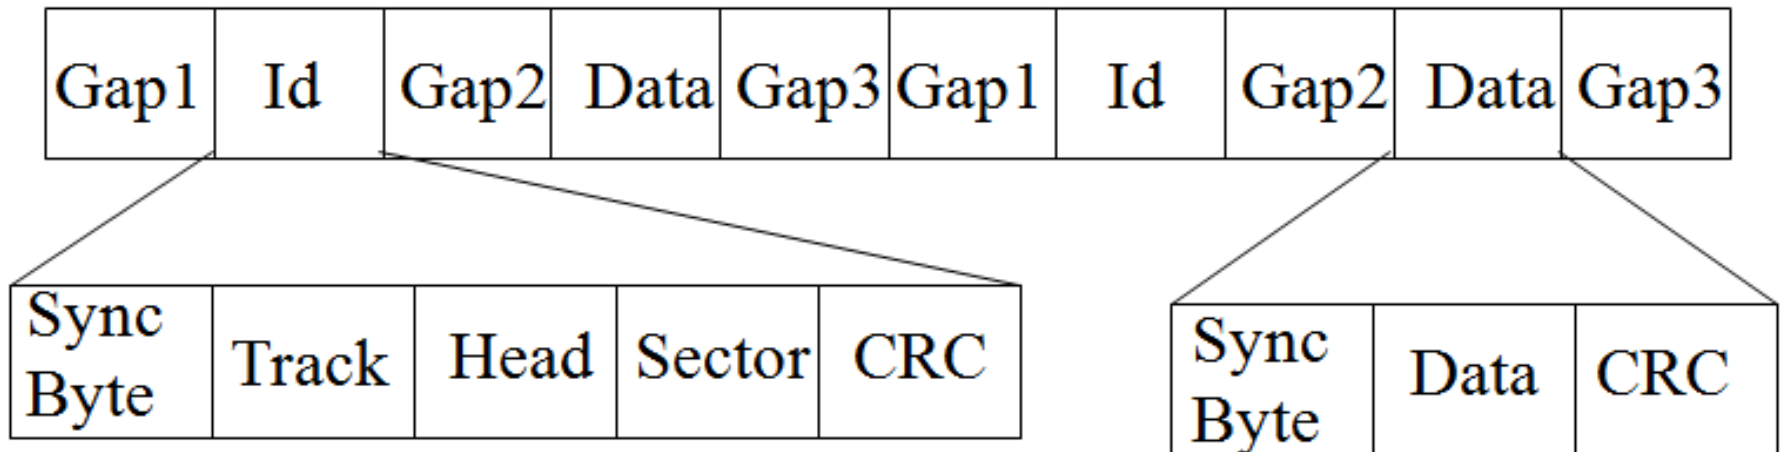 Gap1 Id Gap2 Data Gap3 Gap1 Id Gap2 Data Gap3
Sync
Byte Track Head Sector CRC
Sync
Byte Data CRC